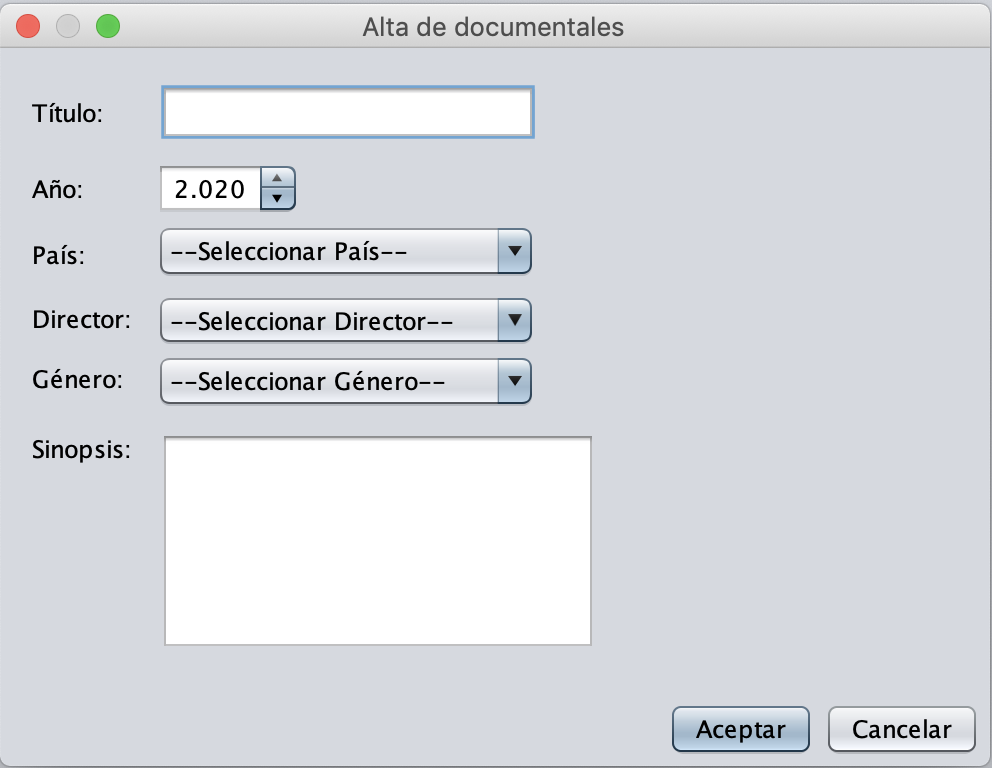 Alta de documentales
Título:
Año: 2.020
País: --Seleccionar País--
Director: --Seleccionar Director--
Género: --Seleccionar Género--
Sinopsis:
Aceptar Cancelar